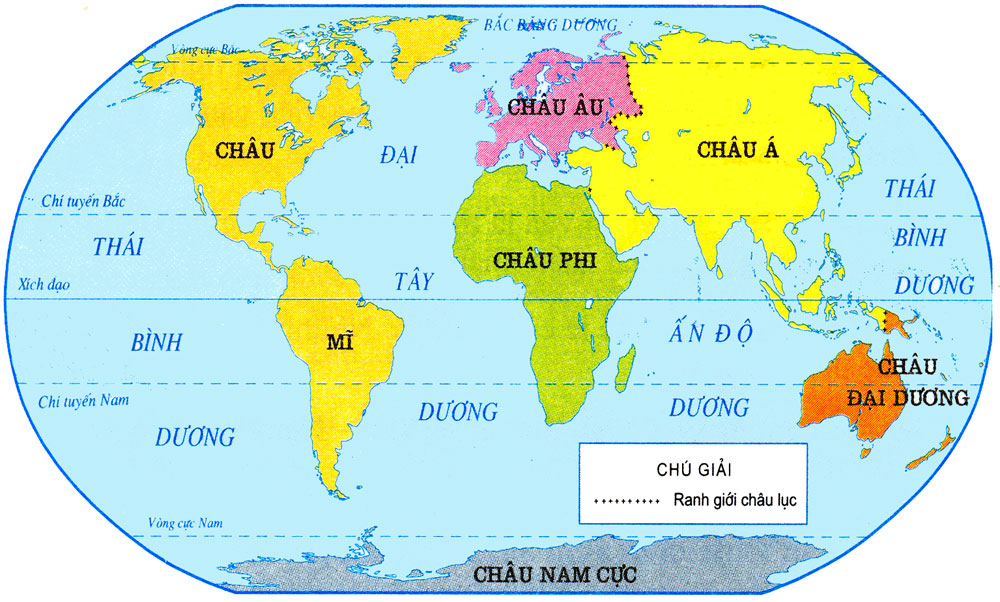 BẮC BĂNG DƯƠNG
Vòng cực Bắc
CHÂU ÂU
CHÂU
ĐẠI
CHÂU Á
THÁI
Chí tuyến Bắc
THÁI
BÌNH
CHÂU PHI
TÂY
Xích đạo
DƯƠNG
BÌNH
MĨ
ẤN ĐỘ
CHÂU
ĐẠI DƯƠNG
Chí tuyến Nam
DƯƠNG
DƯƠNG
DƯƠNG
CHÚ GIẢI
Ranh giới châu lục
Vòng cực Nam
CHÂU NAM CỰC